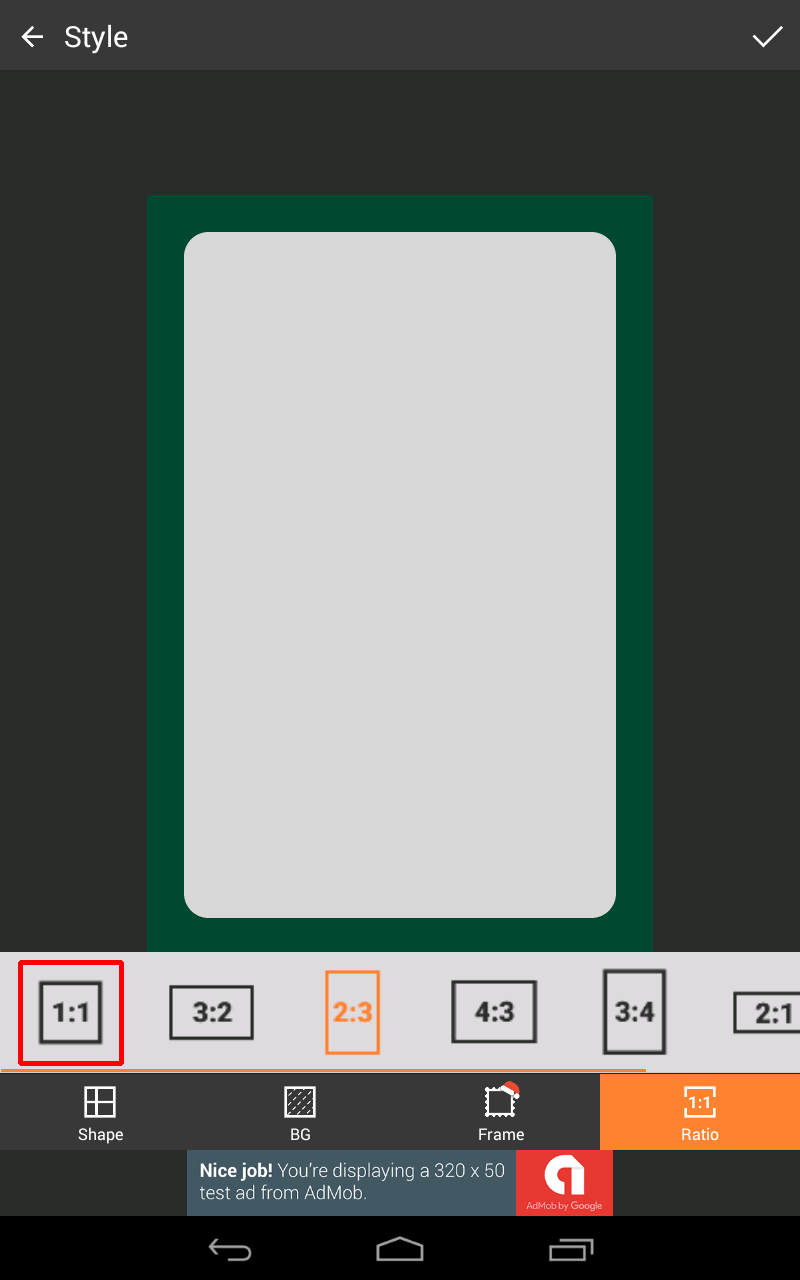 Style
1:1
3:2
2:3
4:3
3:4
2:1
Shape
BG
Frame
1:1
Ratio
Nice job! You're displaying a 320 x 50
test ad from AdMob.
AdMob by Google